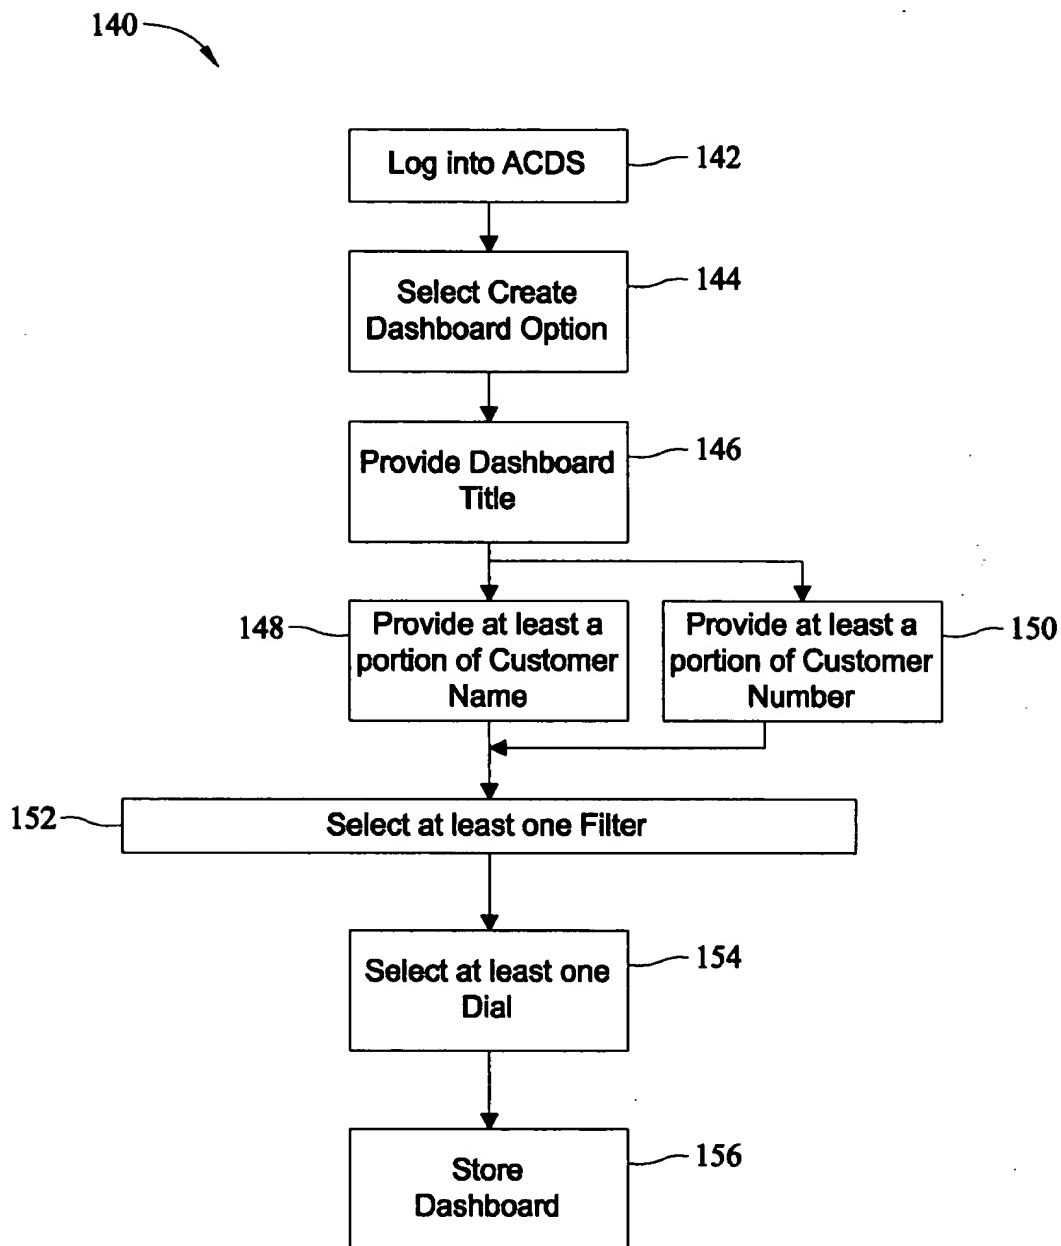 140
Log into ACDS
142
Select Create
Dashboard Option
144
Provide Dashboard
Title
146
148
Provide at least a
portion of Customer
Name
Provide at least a
portion of Customer
Number
150
152
Select at least one Filter
Select at least one
Dial
154
Store
Dashboard
156